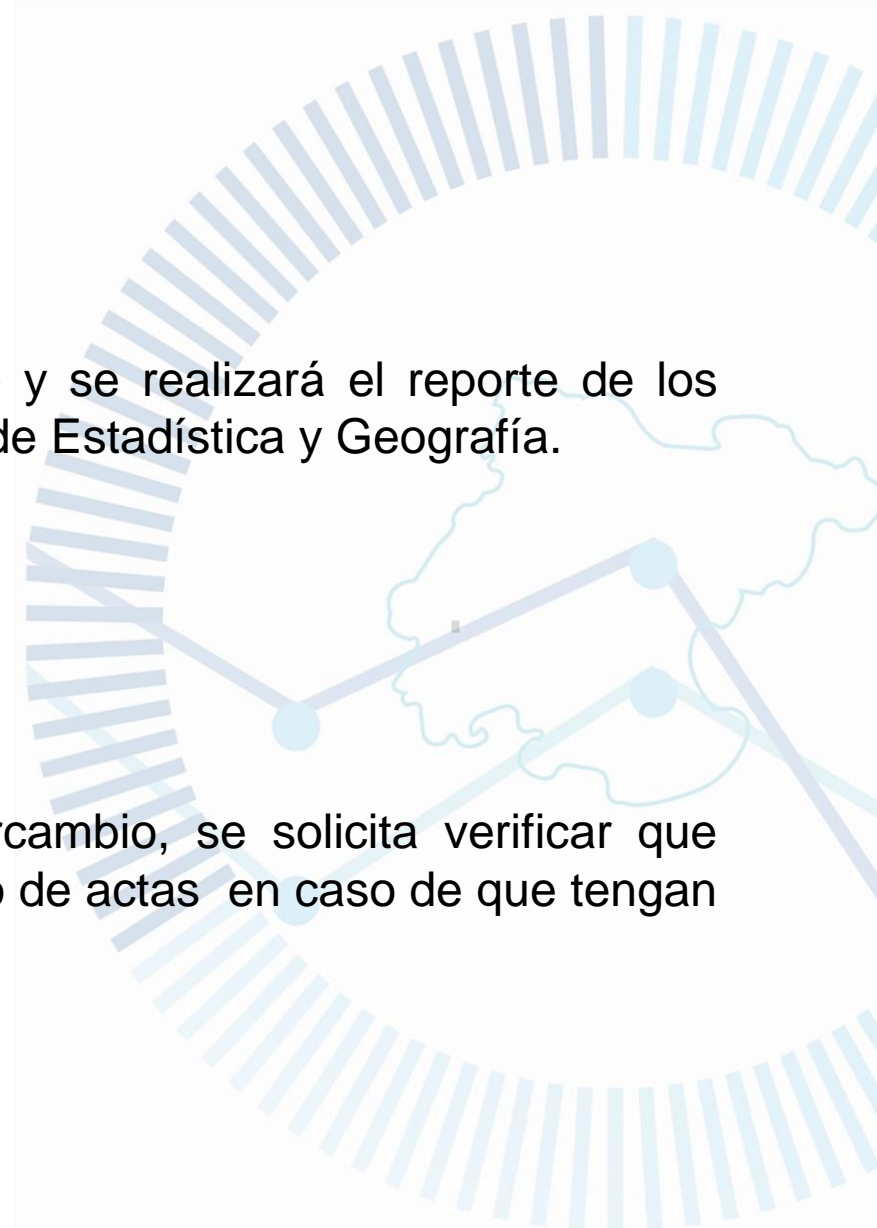 y se realizará el reporte de los
de Estadística y Geografía.
rcambio, se solicita verificar que
o de actas en caso de que tengan